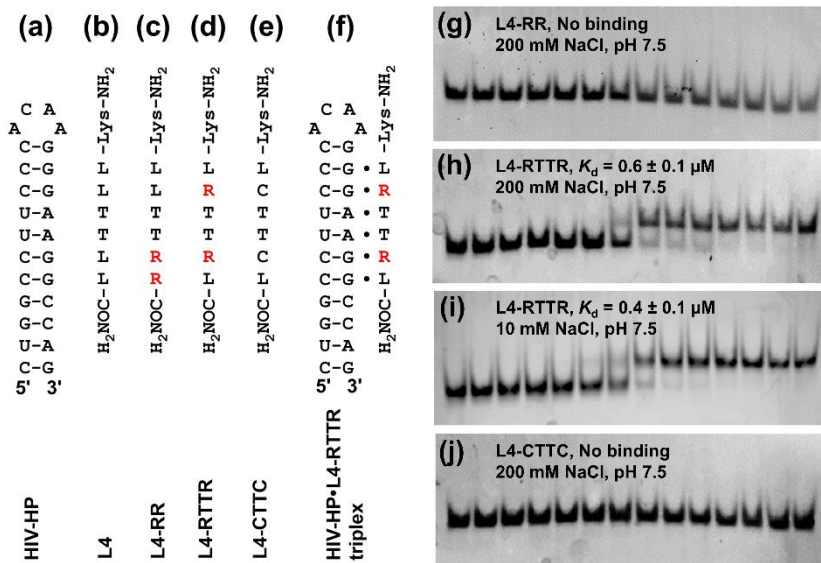 (a)
C A
A A
C–G
C–G
C–G
U–A
U–A
C–G
C–G
G–C
G–C
U–A
C–G
5' 3'
HIV-HP
(b)
-Lys-NH2
L
L
T
T
L
L
H2NOC-
L4
(c)
-Lys-NH2
L
L
T
T
R
R
H2NOC-
L4-RR
(d)
-Lys-NH2
L
R
T
T
R
L
H2NOC-
L4-RTTR
(e)
-Lys-NH2
L
C
T
T
C
L
H2NOC-
L4-CTTC
(f)
-Lys-NH2
C A
A A
C–G
C–G•L
C–G•R
U–A•T
U–A•T
C–G•R
C–G•L
G–C
G–C
U–A
C–G
5' 3'
H2NOC-
HIV-HP•L4-RTTR
triplex
(g) L4-RR, No binding
200 mM NaCl, pH 7.5
(h) L4-RTTR, Kd = 0.6 ± 0.1 μM
200 mM NaCl, pH 7.5
(i) L4-RTTR, Kd = 0.4 ± 0.1 μM
10 mM NaCl, pH 7.5
(j) L4-CTTC, No binding
200 mM NaCl, pH 7.5